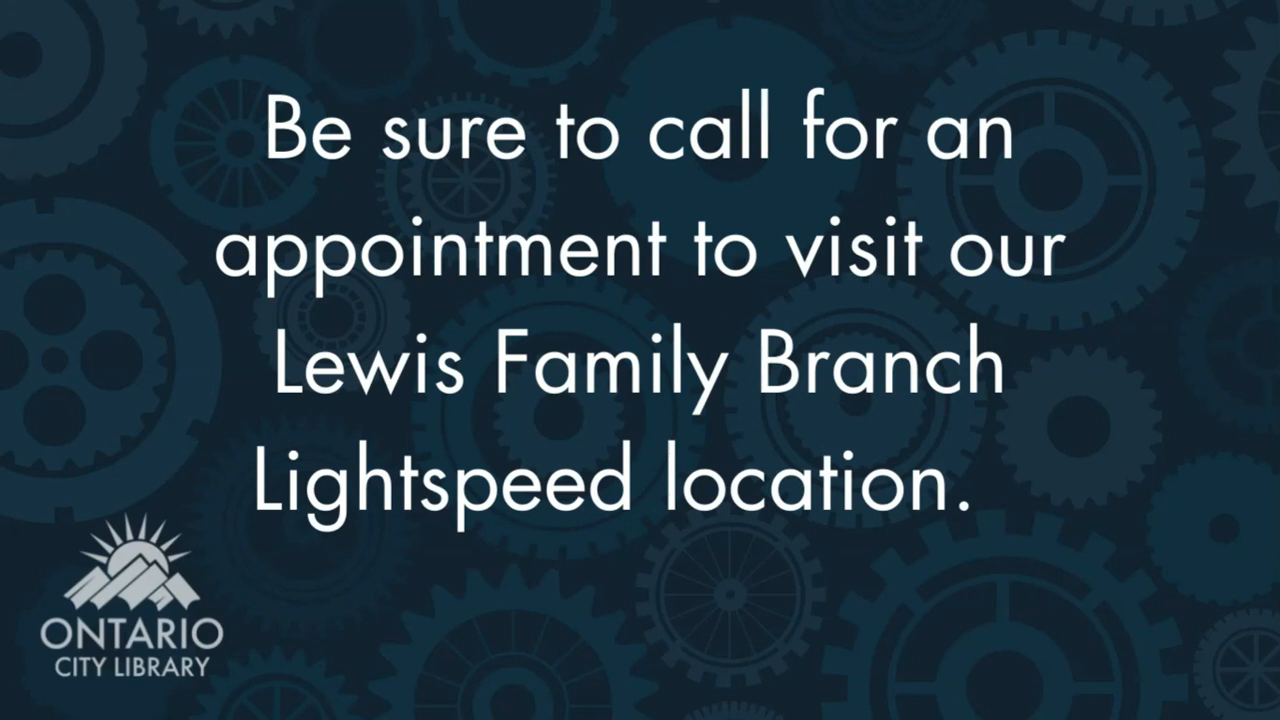 Be sure to call for an
appointment to visit our
Lewis Family Branch
Lightspeed location.
ONTARIO
CITY LIBRARY